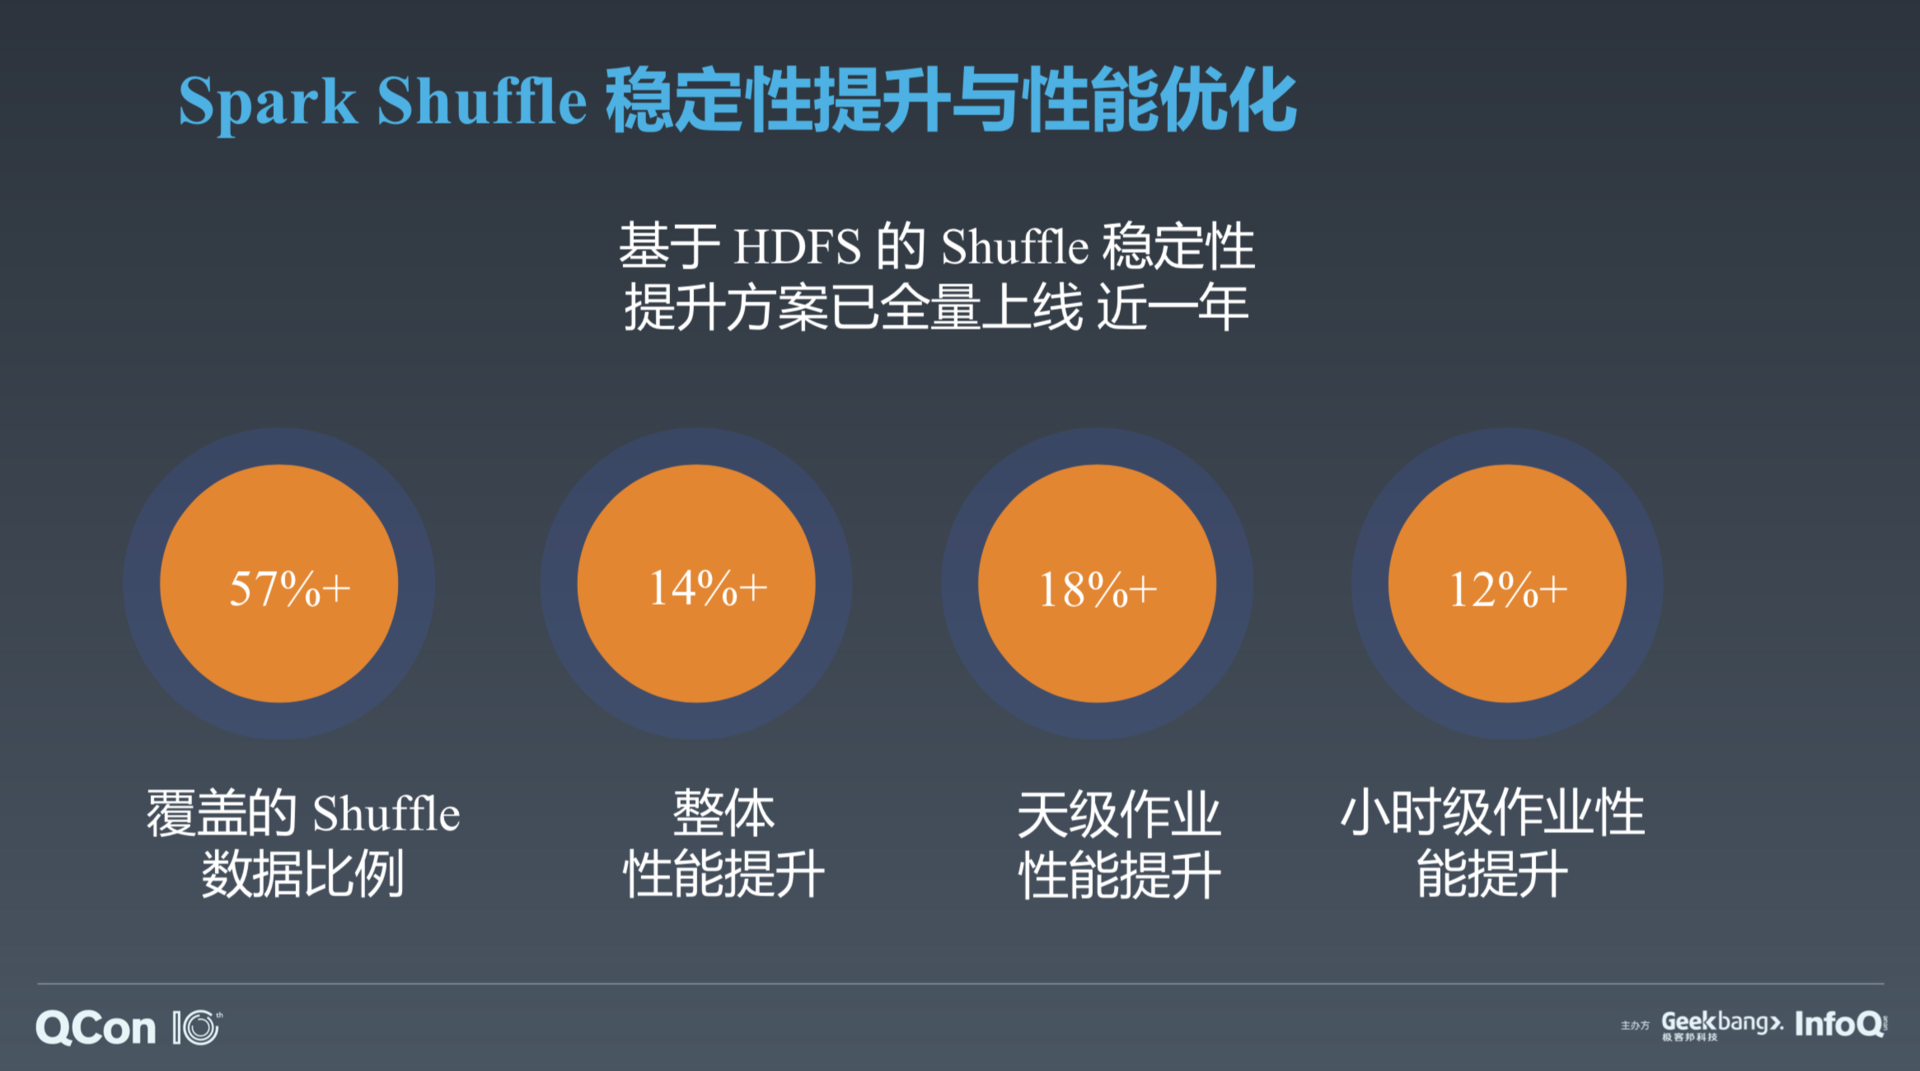 Spark Shuffle 稳定性提升与性能优化
基于 HDFS 的 Shuffle 稳定性
提升方案已全量上线 近一年
57%+
14%+
18%+
12%+
覆盖的 Shuffle
数据比例
整体
性能提升
天级作业
性能提升
小时级作业性
能提升
QCon 10th
主办方 Geekbang>. InfoQ
极客邦科技